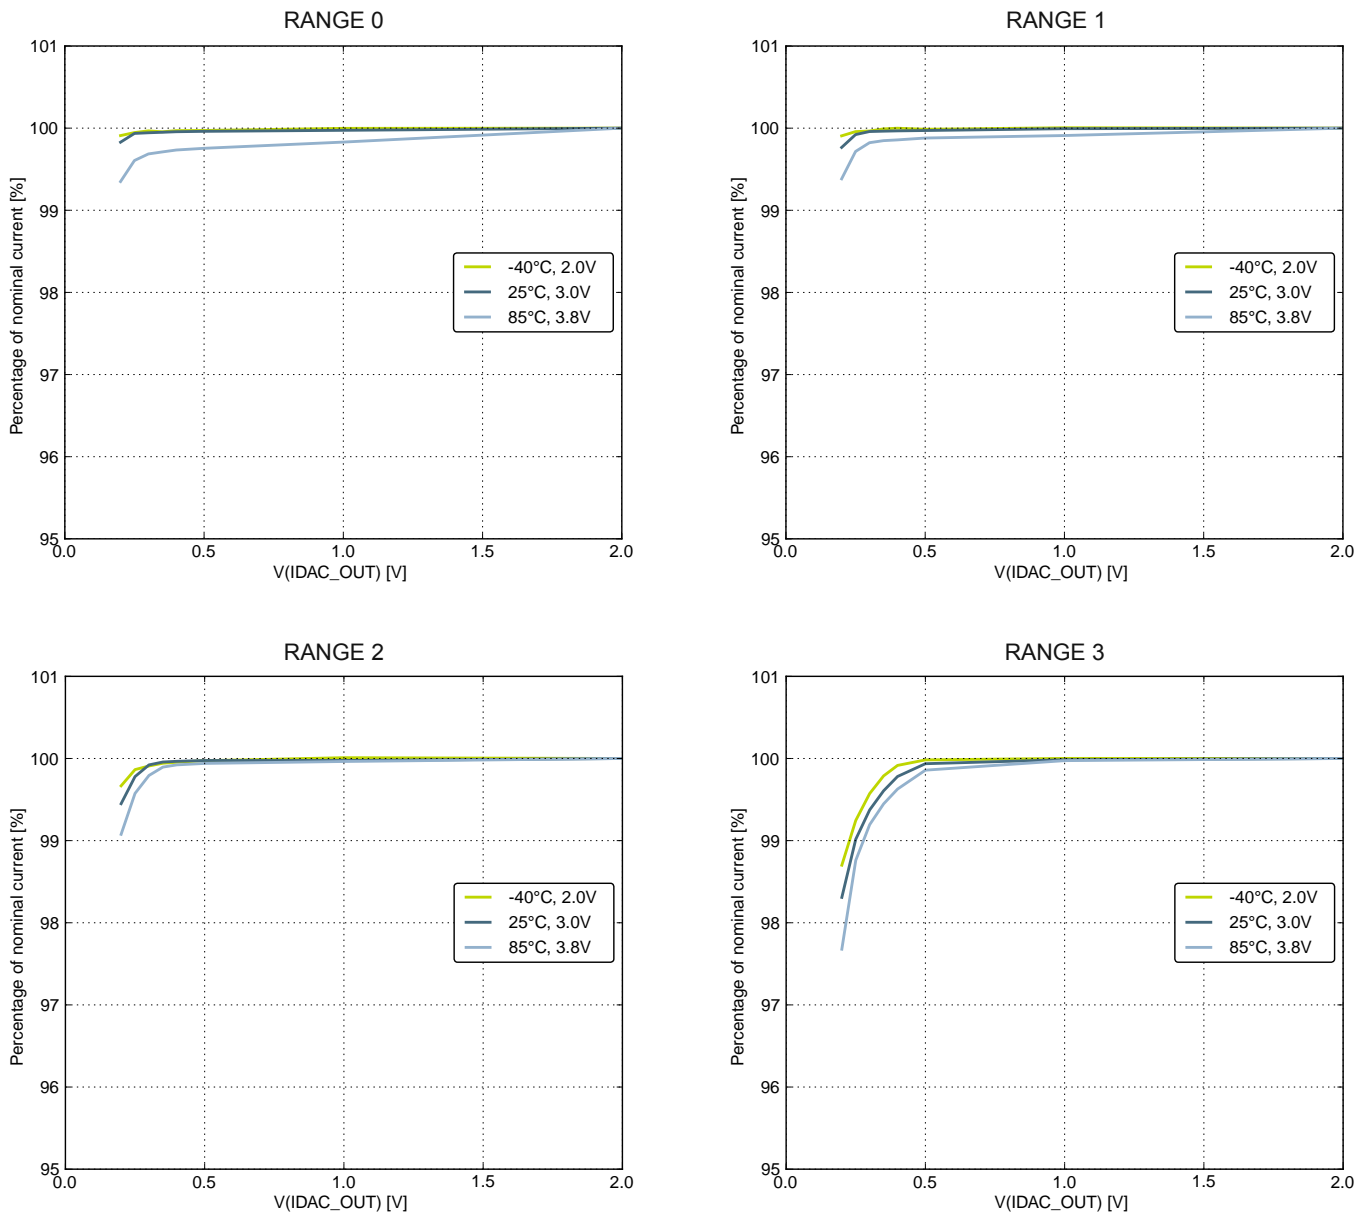 RANGE 0
101
100
99
98
97
96
95
0.0 0.5 1.0 1.5 2.0
V(IDAC_OUT) [V]
Percentage of nominal current [%]
-40°C, 2.0V
25°C, 3.0V
85°C, 3.8V
RANGE 1
101
100
99
98
97
96
95
0.0 0.5 1.0 1.5 2.0
V(IDAC_OUT) [V]
Percentage of nominal current [%]
-40°C, 2.0V
25°C, 3.0V
85°C, 3.8V
RANGE 2
101
100
99
98
97
96
95
0.0 0.5 1.0 1.5 2.0
V(IDAC_OUT) [V]
Percentage of nominal current [%]
-40°C, 2.0V
25°C, 3.0V
85°C, 3.8V
RANGE 3
101
100
99
98
97
96
95
0.0 0.5 1.0 1.5 2.0
V(IDAC_OUT) [V]
Percentage of nominal current [%]
-40°C, 2.0V
25°C, 3.0V
85°C, 3.8V